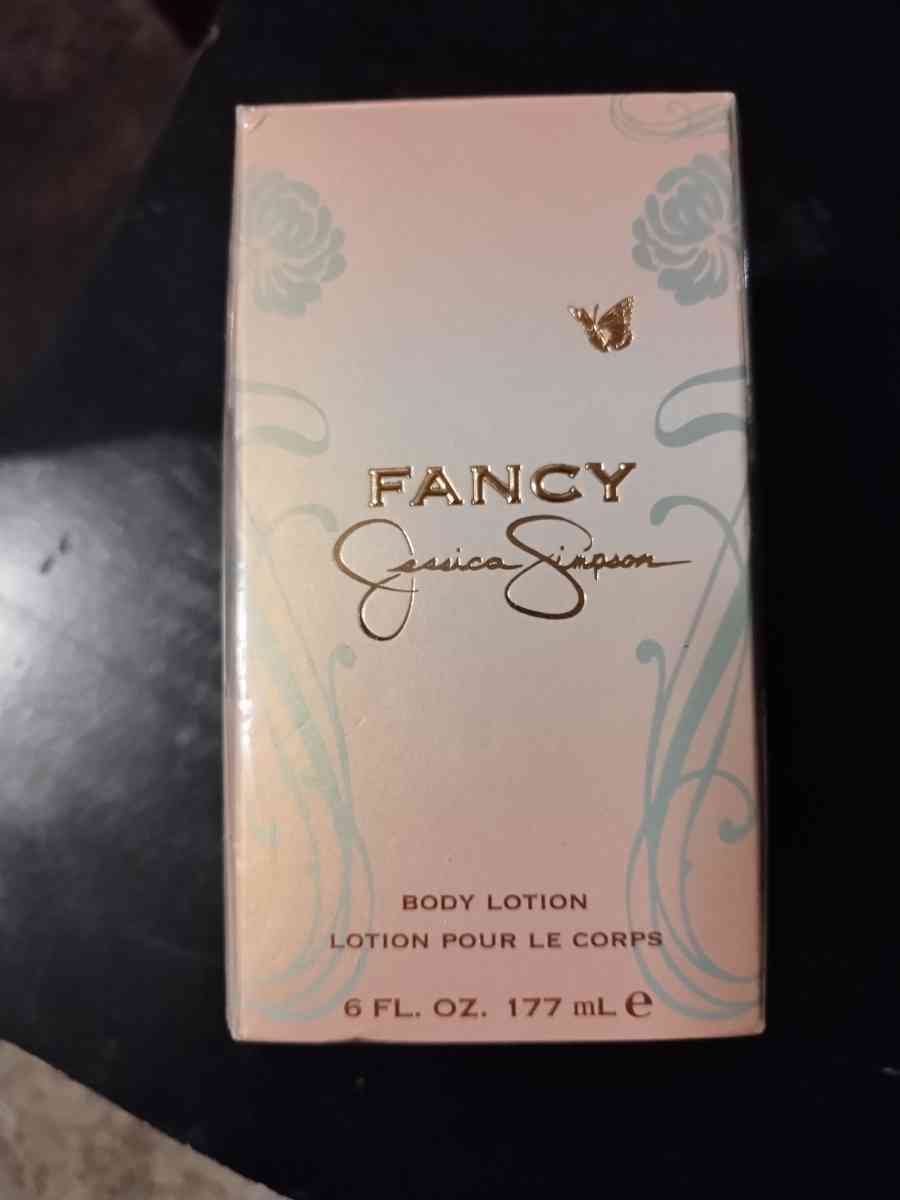 FANCY
Jessica Simpson
BODY LOTION
LOTION POUR LE CORPS
6 FL. OZ. 177 mL ℮